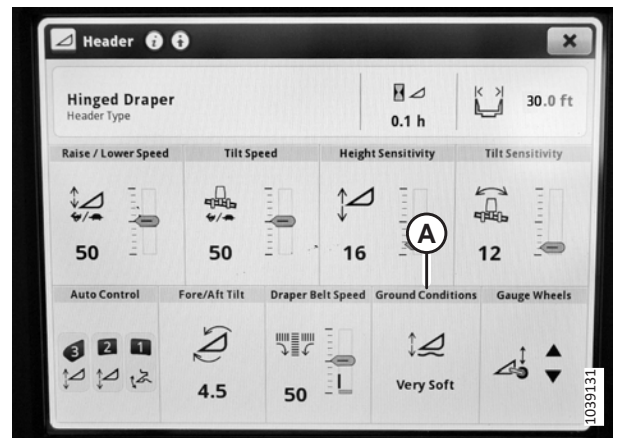 Header
Hinged Draper
Header Type
0.1 h
30.0 ft
Raise / Lower Speed Tilt Speed Height Sensitivity Tilt Sensitivity
50 50 16 12
A
Auto Control Fore/Aft Tilt Draper Belt Speed Ground Conditions Gauge Wheels
3 2 1
4.5 50 Very Soft
1039131